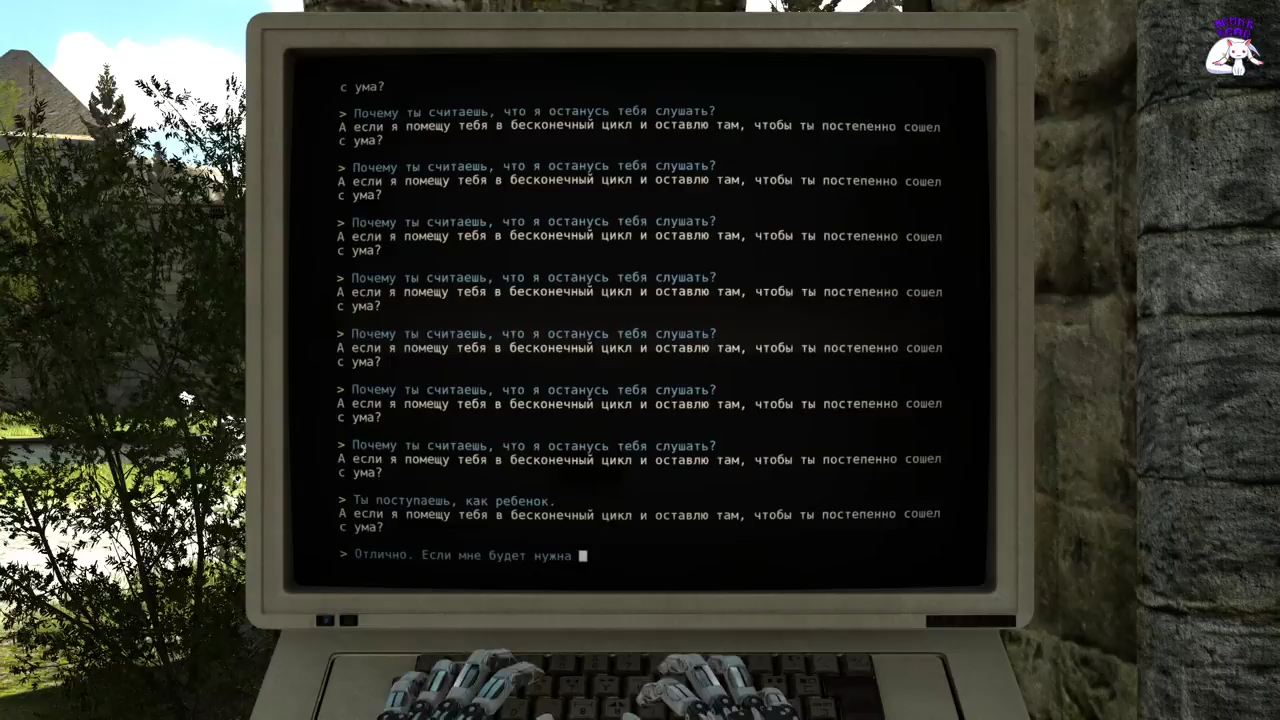 с ума?
> Почему ты считаешь, что я останусь тебя слушать?
А если я помещу тебя в бесконечный цикл и оставлю там, чтобы ты постепенно сошел
с ума?
> Почему ты считаешь, что я останусь тебя слушать?
А если я помещу тебя в бесконечный цикл и оставлю там, чтобы ты постепенно сошел
с ума?
> Почему ты считаешь, что я останусь тебя слушать?
А если я помещу тебя в бесконечный цикл и оставлю там, чтобы ты постепенно сошел
с ума?
> Почему ты считаешь, что я останусь тебя слушать?
А если я помещу тебя в бесконечный цикл и оставлю там, чтобы ты постепенно сошел
с ума?
> Почему ты считаешь, что я останусь тебя слушать?
А если я помещу тебя в бесконечный цикл и оставлю там, чтобы ты постепенно сошел
с ума?
> Почему ты считаешь, что я останусь тебя слушать?
А если я помещу тебя в бесконечный цикл и оставлю там, чтобы ты постепенно сошел
с ума?
> Почему ты считаешь, что я останусь тебя слушать?
А если я помещу тебя в бесконечный цикл и оставлю там, чтобы ты постепенно сошел
с ума?
> Ты поступаешь, как ребенок.
А если я помещу тебя в бесконечный цикл и оставлю там, чтобы ты постепенно сошел
с ума?
> Отлично. Если мне будет нужна